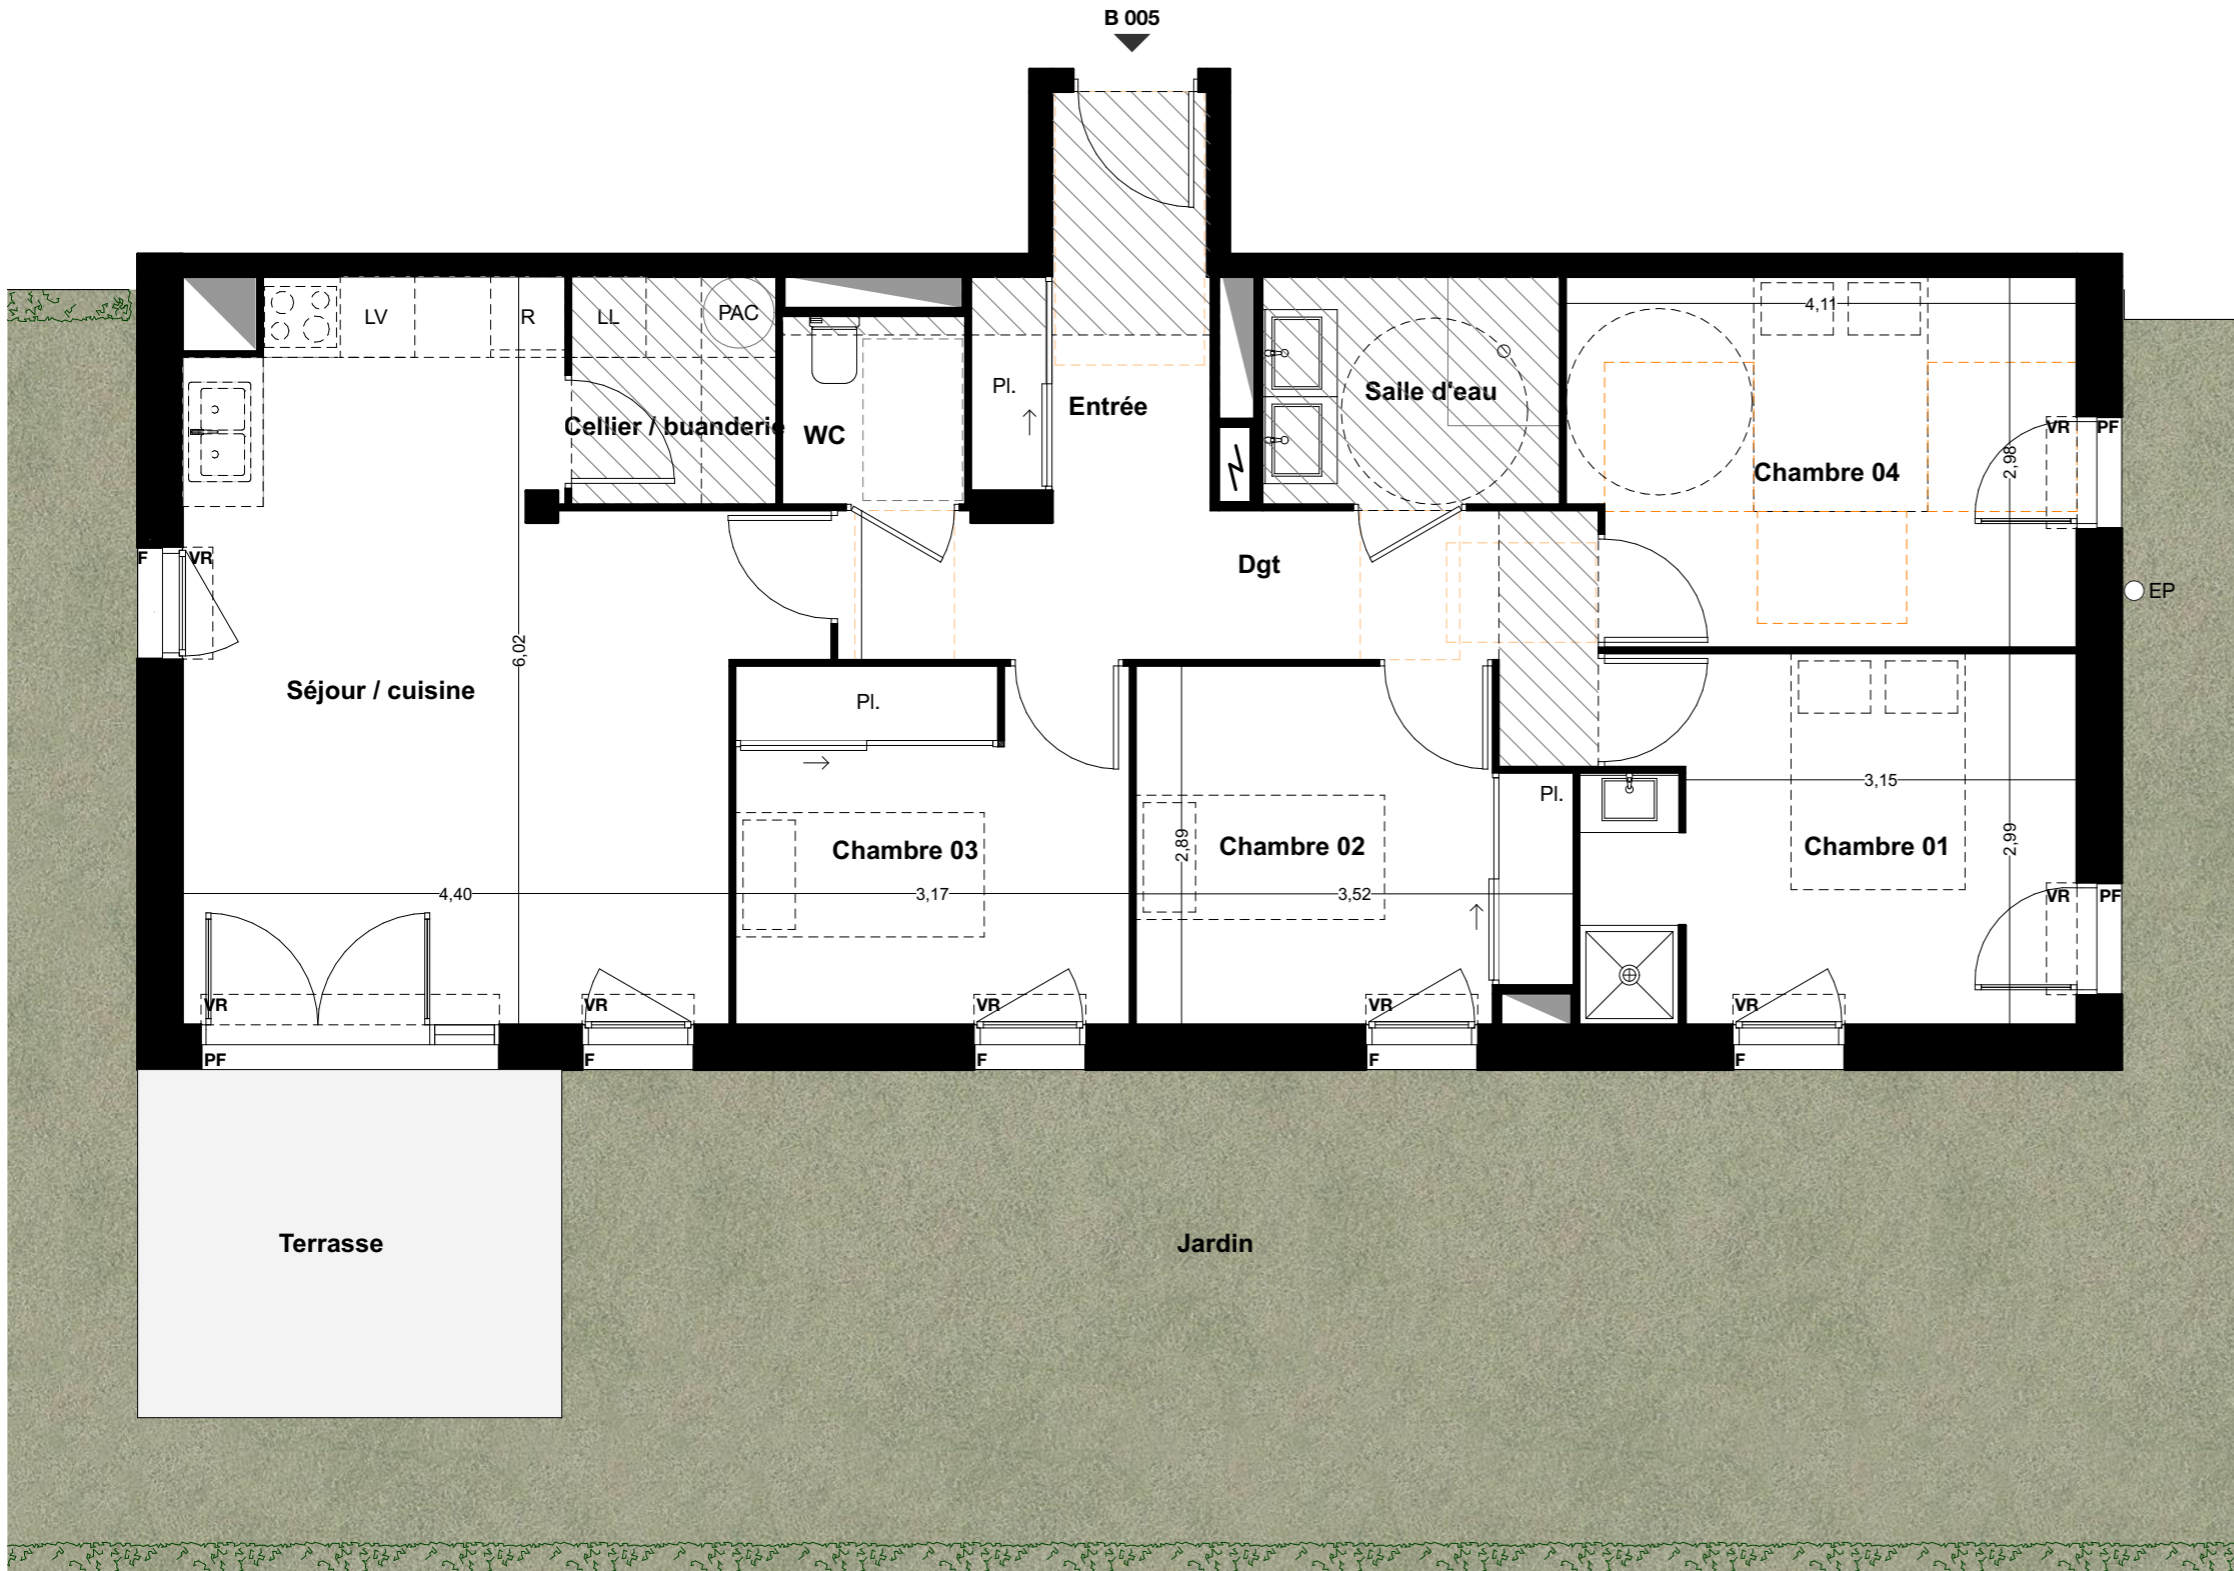 B 005
LV
R
LL
PAC
4,11
Pl.
Entrée
Salle d'eau
Cellier / buanderie
WC
VR
PF
2,98
Chambre 04
F
VR
Dgt
EP
6,02
Séjour / cuisine
Pl.
3,15
Pl.
Chambre 03
2,89
Chambre 02
Chambre 01
2,99
4,40
3,17
3,52
VR
PF
VR
VR
VR
VR
VR
PF
F
F
F
F
Terrasse
Jardin